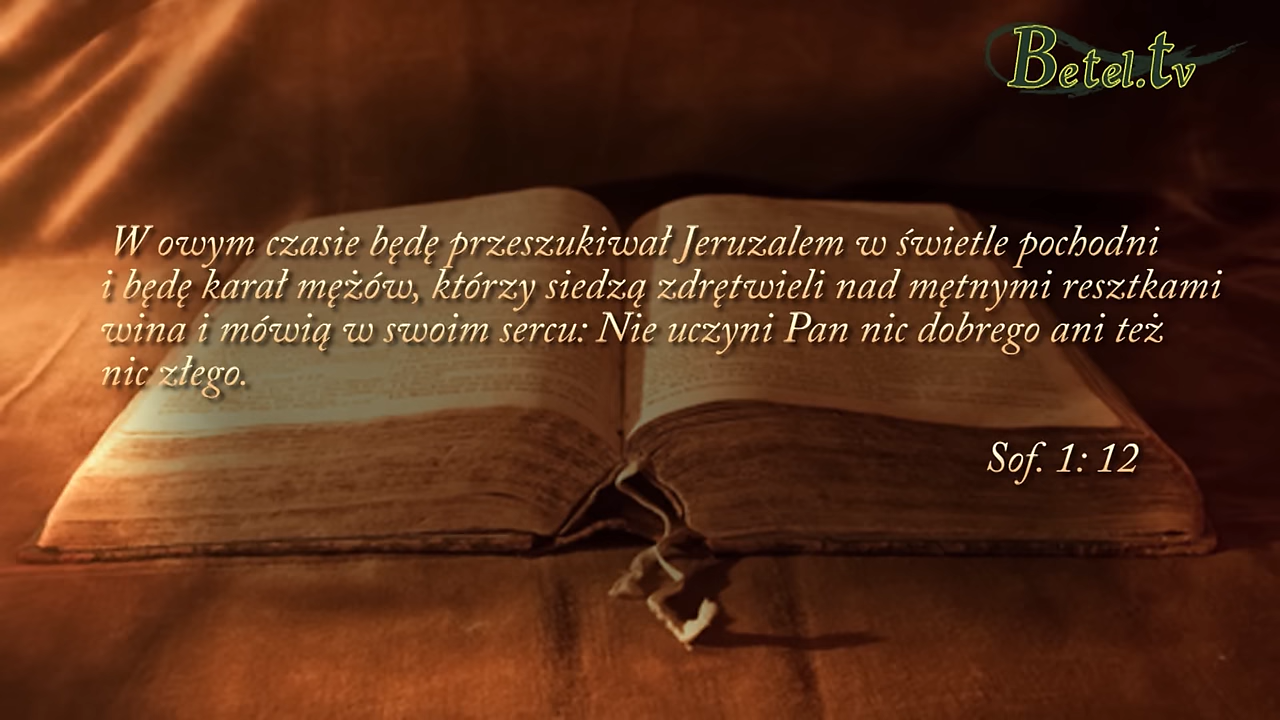 Betel.tv
W owym czasie będę przeszukiwał Jeruzalem w świetle pochodni
i będę karał mężów, którzy siedzą zdrętwieli nad mętnymi resztkami
wina i mówią w swoim sercu: Nie uczyni Pan nic dobrego ani też
nic złego.
Sof. 1: 12